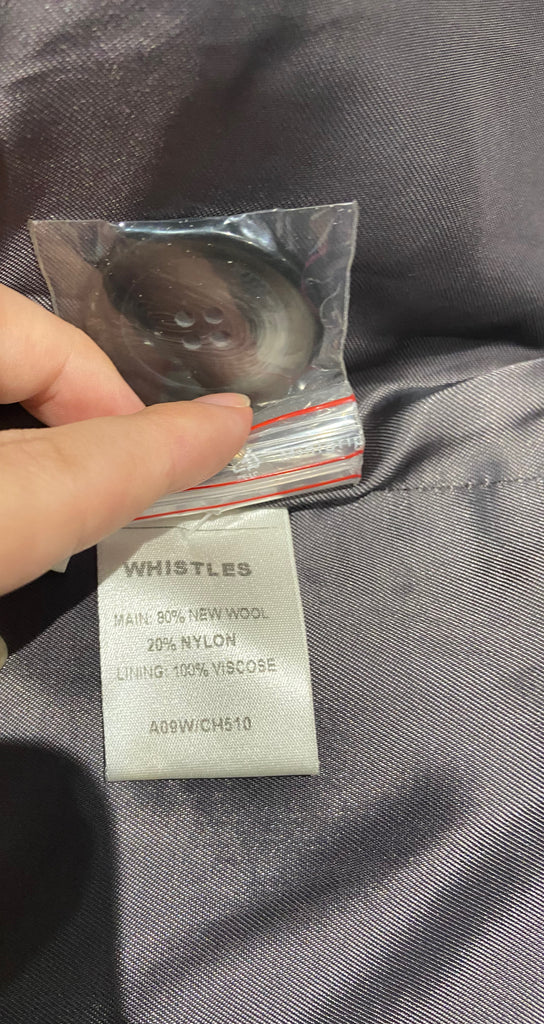 WHISTLES
MAIN: 80% NEW WOOL
20% NYLON
LINING: 100% VISCOSE
A09W/CH510